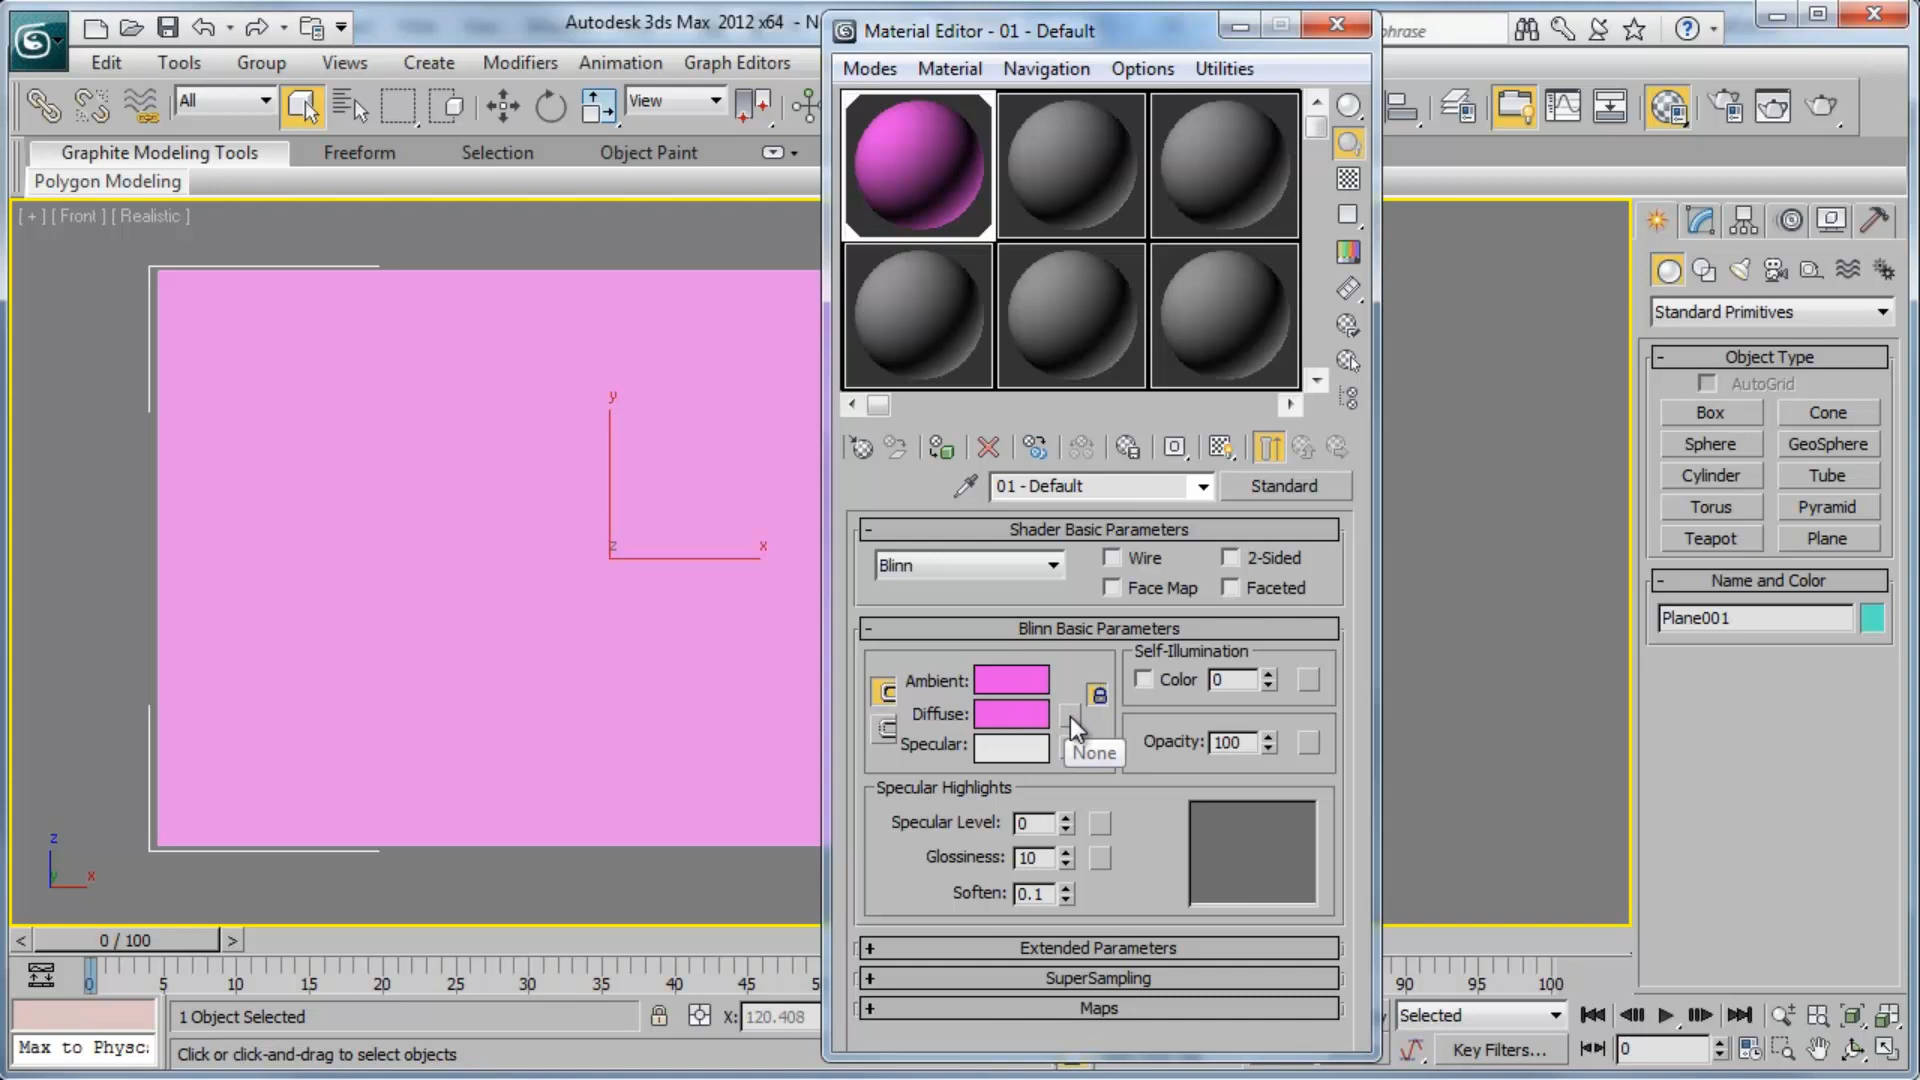 Autodesk 3ds Max 2012 x64 - N
Material Editor - 01 - Default
phrase
Edit Tools Group Views Create Modifiers Animation Graph Editors
Modes Material Navigation Options Utilities
All
View
Graphite Modeling Tools Freeform Selection Object Paint
Polygon Modeling
[ + ] [ Front ] [ Realistic ]
y
x
z
z
x
y
01 - Default
Standard
Shader Basic Parameters
Blinn
Wire
2-Sided
Face Map
Faceted
Blinn Basic Parameters
Ambient:
Diffuse:
Specular:
None
Self-Illumination
Color 0
Opacity: 100
Specular Highlights
Specular Level: 0
Glossiness: 10
Soften: 0.1
Extended Parameters
SuperSampling
Maps
Standard Primitives
Object Type
AutoGrid
Box Cone
Sphere GeoSphere
Cylinder Tube
Torus Pyramid
Teapot Plane
Name and Color
Plane001
< 0 / 100 >
0 5 10 15 20 25 30 35 40 45 5
90 95 100
1 Object Selected
X: 120.408
Selected
Max to Physc:
Click or click-and-drag to select objects
Key Filters...
0